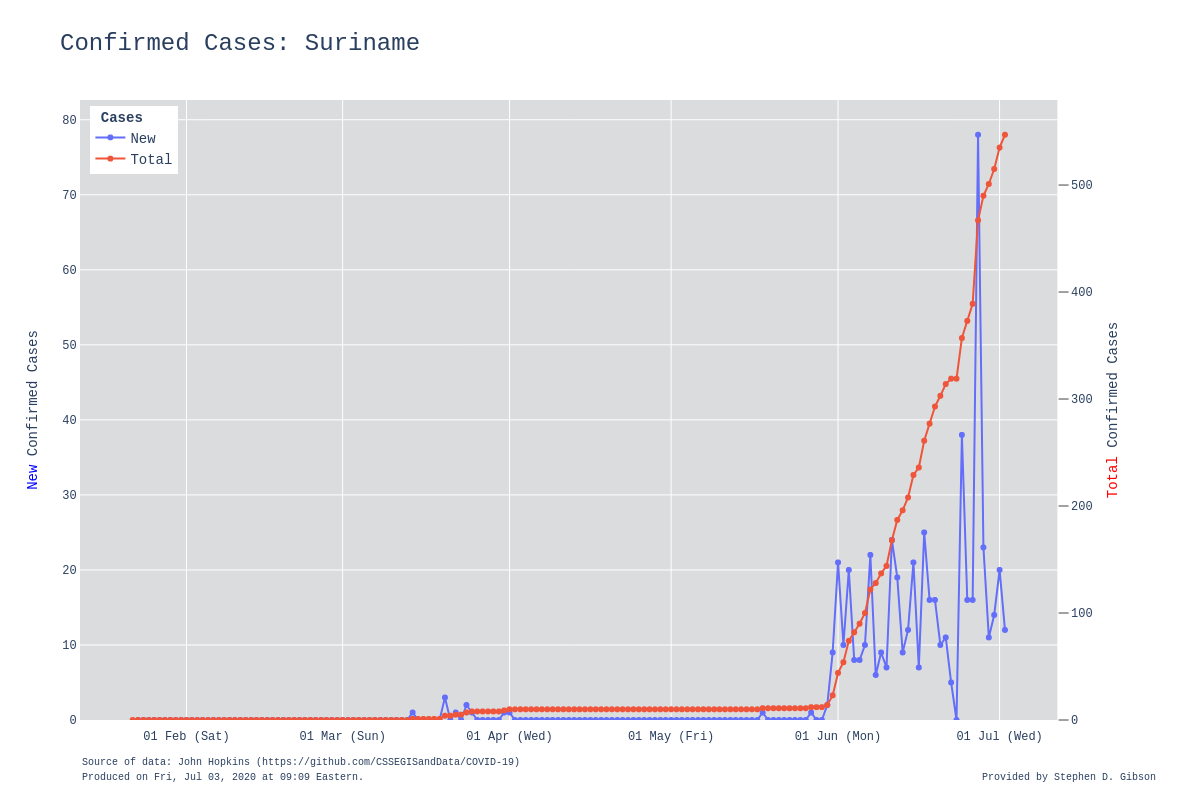 Confirmed Cases: Suriname
Cases
New
Total
80
70
60
50
40
30
20
10
0
New Confirmed Cases
500
400
300
200
100
0
Total Confirmed Cases
01 Feb (Sat) 01 Mar (Sun) 01 Apr (Wed) 01 May (Fri) 01 Jun (Mon) 01 Jul (Wed)
Source of data: John Hopkins (https://github.com/CSSEGISandData/COVID-19)
Produced on Fri, Jul 03, 2020 at 09:09 Eastern.
Provided by Stephen D. Gibson